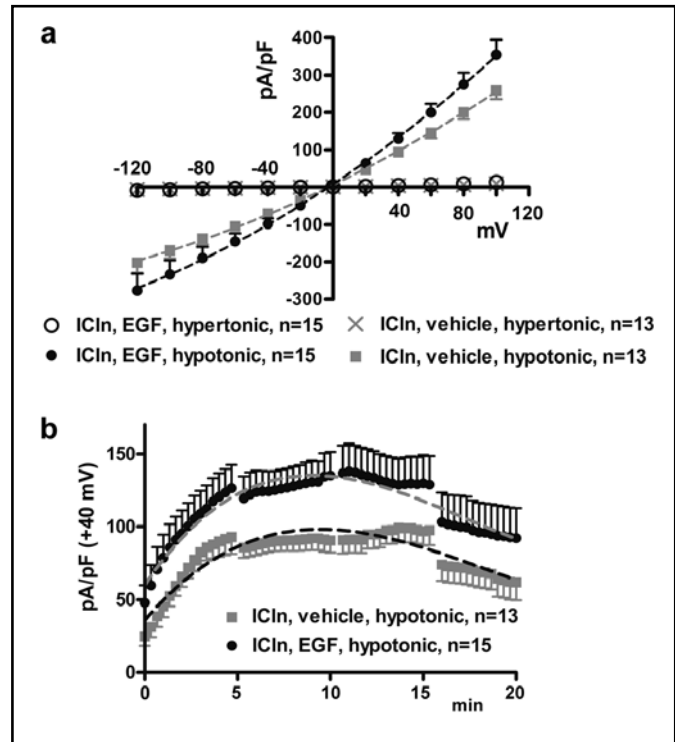 a
pA/pF
400
300
200
100
-120 -80 -40
40 80 120
mV
-100
-200
-300
ICln, EGF, hypertonic, n=15
ICln, vehicle, hypertonic, n=13
ICln, EGF, hypotonic, n=15
ICln, vehicle, hypotonic, n=13
b
pA/pF (+40 mV)
150
100
50
0
ICln, vehicle, hypotonic, n=13
ICln, EGF, hypotonic, n=15
0 5 10 15 20
min